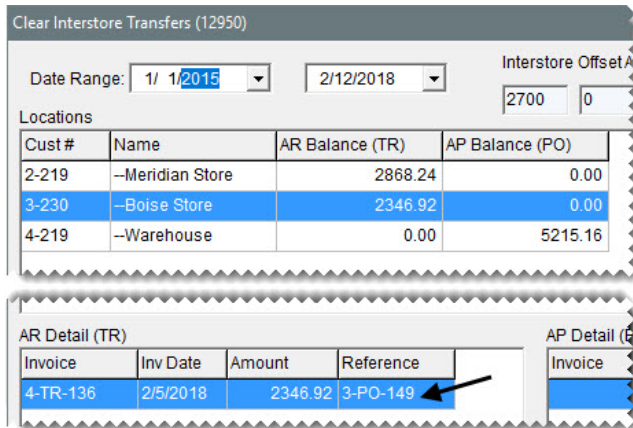 Clear Interstore Transfers (12950)
Interstore Offset A
Date Range: 1/ 1/2015 2/12/2018
2700 0
Locations
Cust # Name AR Balance (TR) AP Balance (PO)
2-219 --Meridian Store 2868.24 0.00
3-230 --Boise Store 2346.92 0.00
4-219 --Warehouse 0.00 5215.16
AR Detail (TR) AP Detail (
Invoice Inv Date Amount Reference Invoice
4-TR-136 2/5/2018 2346.92 3-PO-149